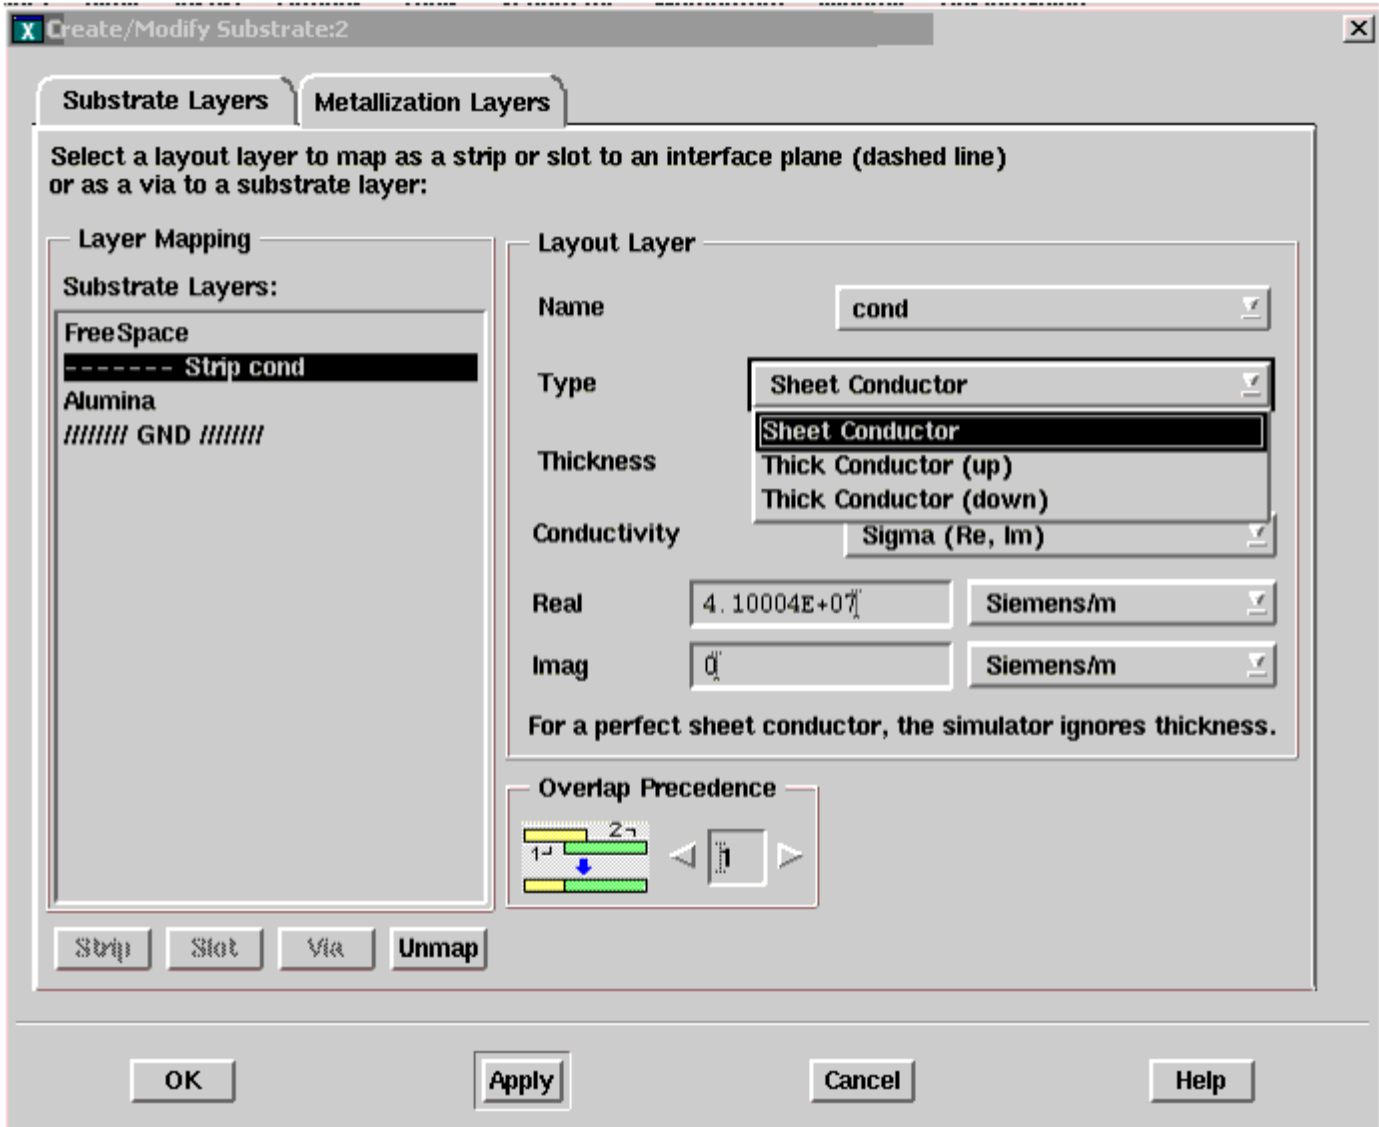 X Create/Modify Substrate:2
Substrate Layers
Metallization Layers
Select a layout layer to map as a strip or slot to an interface plane (dashed line)
or as a via to a substrate layer:
Layer Mapping
Substrate Layers:
FreeSpace
------- Strip cond
Alumina
//////// GND ////////
Strip
Slot
Via
Unmap
Layout Layer
Name
cond
Type
Sheet Conductor
Sheet Conductor
Thick Conductor (up)
Thick Conductor (down)
Thickness
Conductivity
Sigma (Re, Im)
Real
4.10004E+07
Siemens/m
Imag
0
Siemens/m
For a perfect sheet conductor, the simulator ignores thickness.
Overlap Precedence
2
1
1
OK
Apply
Cancel
Help